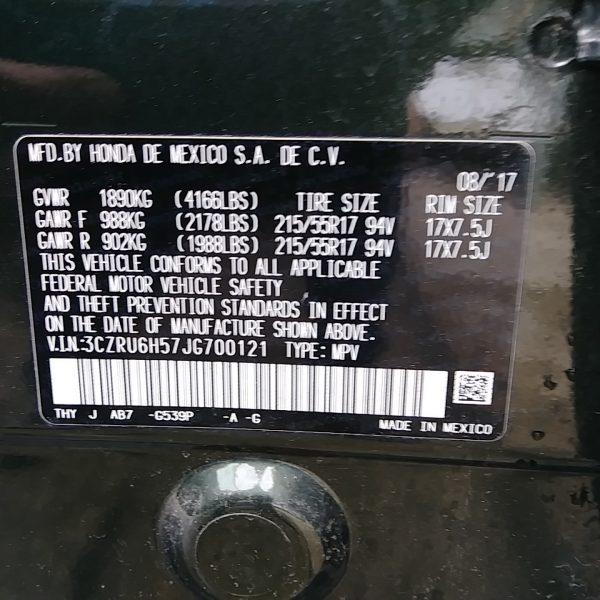 MFD.BY HONDA DE MEXICO S.A. DE C.V.
08/'17
GVWR 1890KG (4166LBS) TIRE SIZE RIM SIZE
GAWR F 988KG (2178LBS) 215/55R17 94V 17X7.5J
GAWR R 902KG (1988LBS) 215/55R17 94V 17X7.5J
THIS VEHICLE CONFORMS TO ALL APPLICABLE
FEDERAL MOTOR VEHICLE SAFETY
AND THEFT PREVENTION STANDARDS IN EFFECT
ON THE DATE OF MANUFACTURE SHOWN ABOVE.
V.I.N:3CZRU6H57JG700121 TYPE: MPV
THY J AB7 -G539P -A -G
MADE IN MEXICO